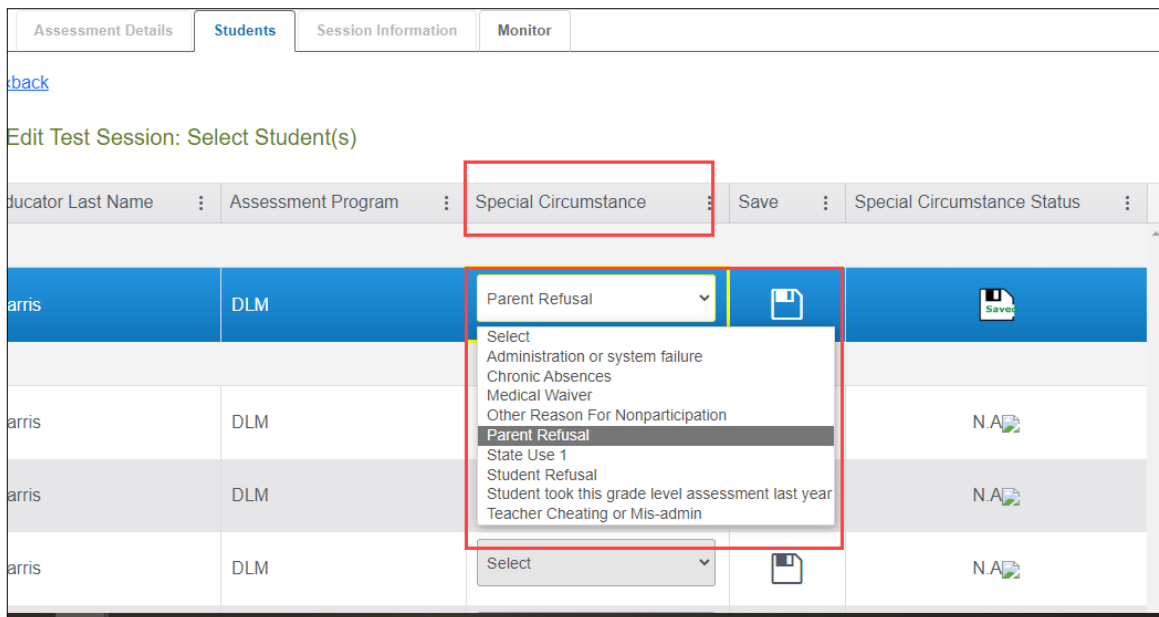 Assessment Details Students Session Information Monitor
‹back
Edit Test Session: Select Student(s)
ducator Last Name Assessment Program Special Circumstance Save Special Circumstance Status
arris DLM Parent Refusal Saved
Select
Administration or system failure
Chronic Absences
Medical Waiver
Other Reason For Nonparticipation
arris DLM N.A
Parent Refusal
State Use 1
Student Refusal
Student took this grade level assessment last year
arris DLM N.A
Teacher Cheating or Mis-admin
arris DLM Select N.A